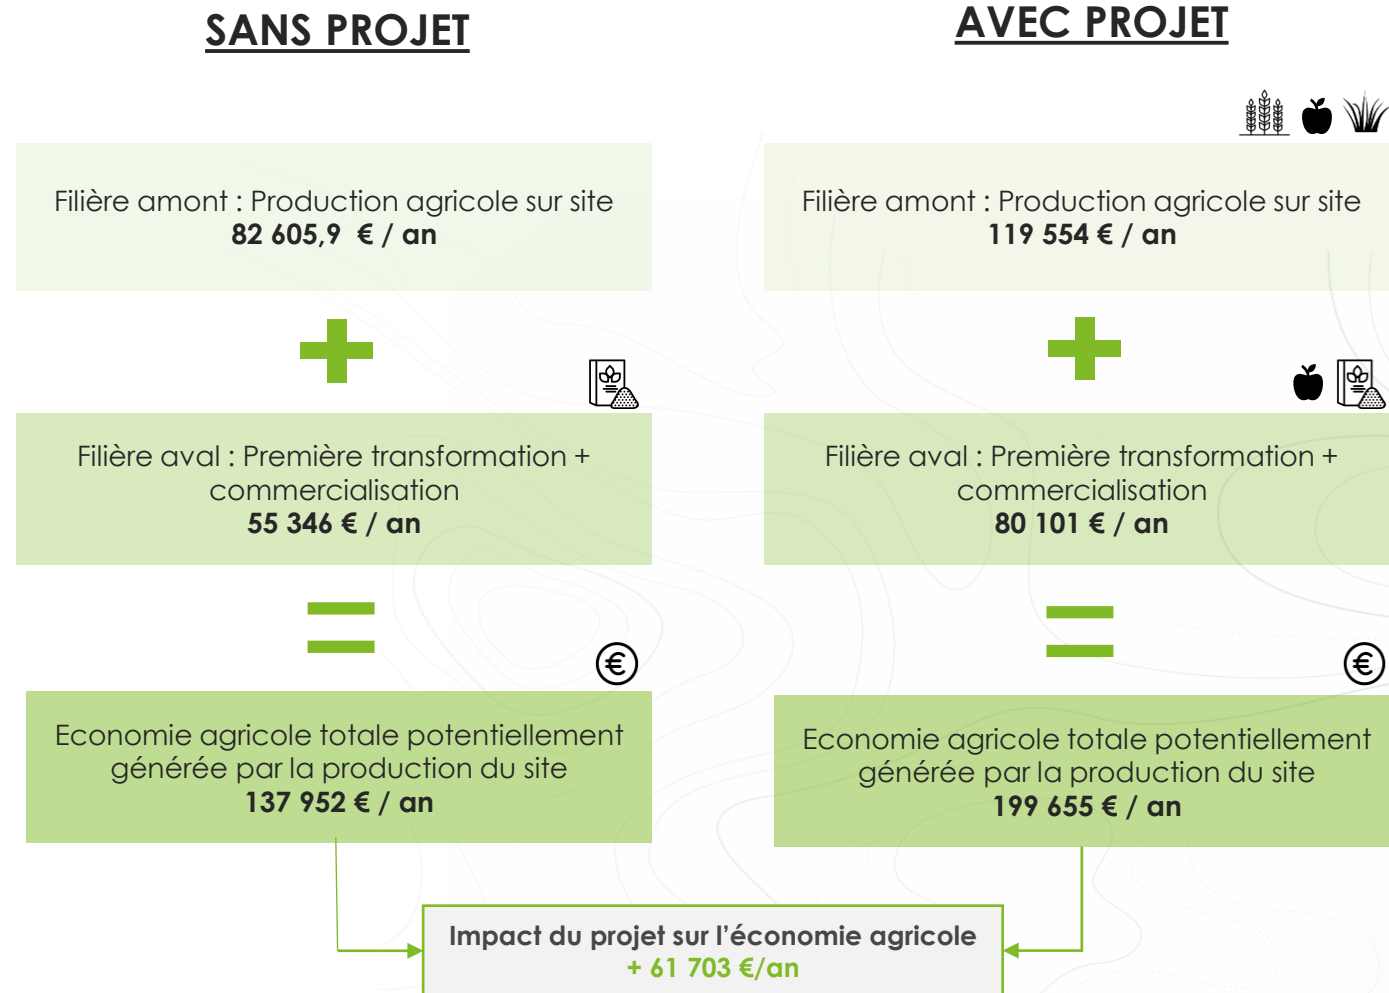 SANS PROJET
Filière amont : Production agricole sur site
82 605,9 € / an
Filière aval : Première transformation +
commercialisation
55 346 € / an
Economie agricole totale potentiellement
générée par la production du site
137 952 € / an
AVEC PROJET
Filière amont : Production agricole sur site
119 554 € / an
Filière aval : Première transformation +
commercialisation
80 101 € / an
Economie agricole totale potentiellement
générée par la production du site
199 655 € / an
Impact du projet sur l’économie agricole
+ 61 703 €/an